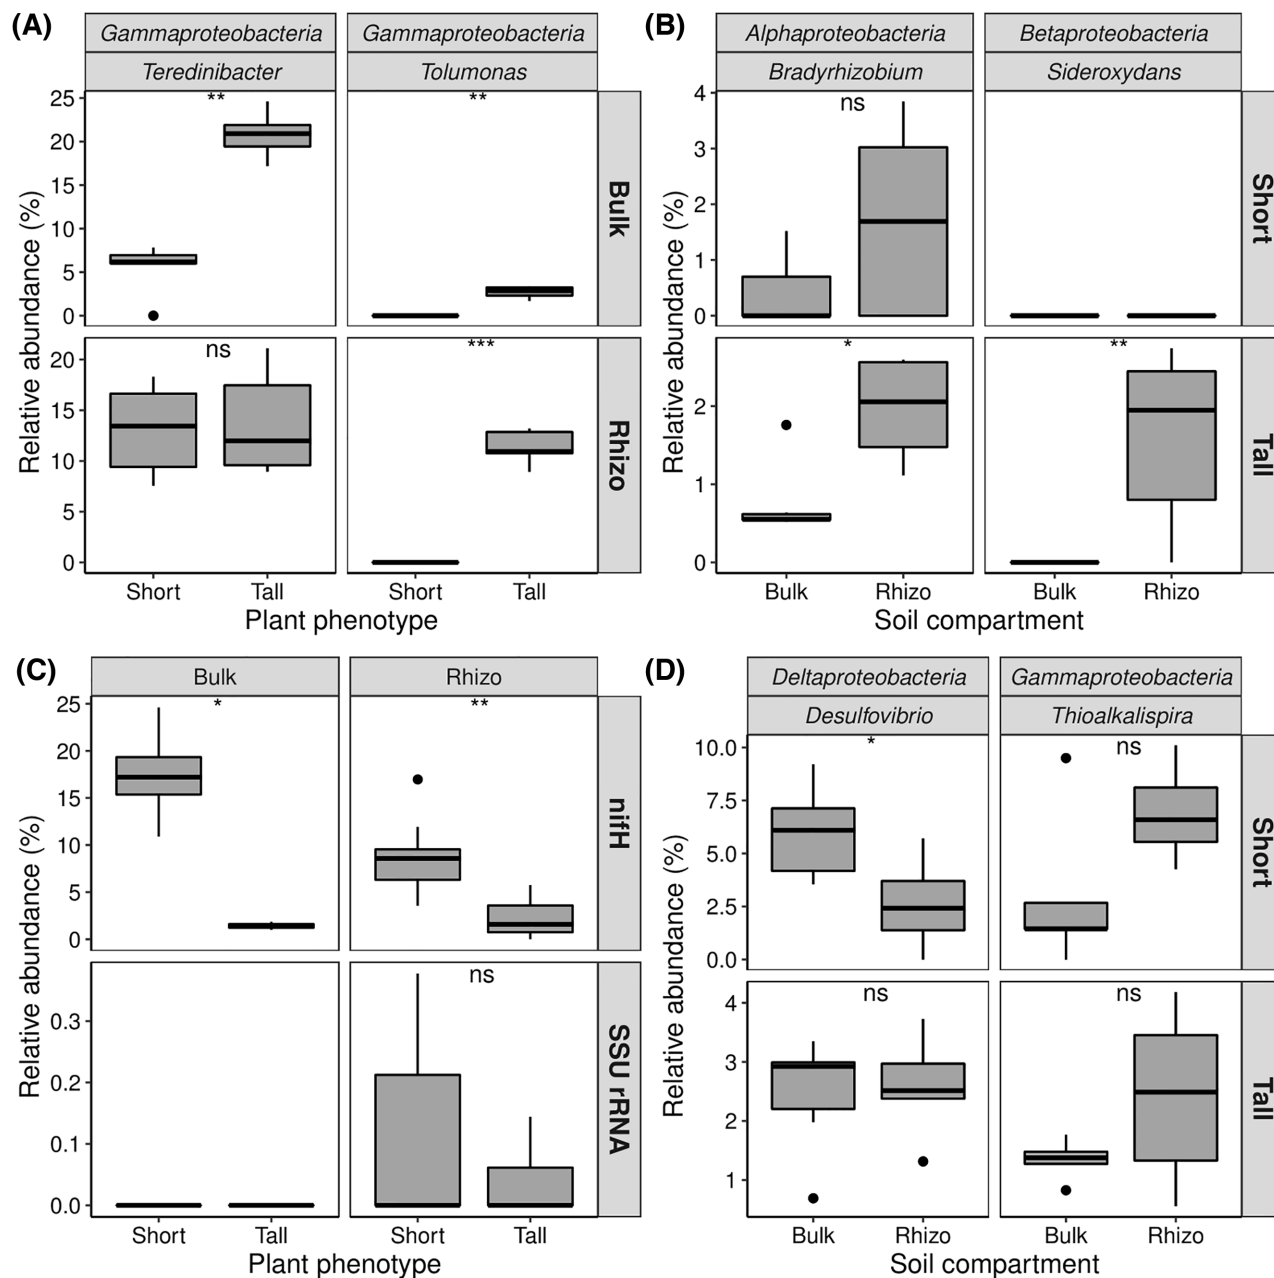 (A)
Gammaproteobacteria Gammaproteobacteria
Teredinibacter Tolumonas
** **
25
20
15
10
5
0
Bulk
ns ***
20
15
10
5
0
Rhizo
Relative abundance (%)
Relative abundance (%)
Short Tall Short Tall
Plant phenotype
(B)
Alphaproteobacteria Betaproteobacteria
Bradyrhizobium Sideroxydans
ns
4
3
2
1
0
Short
* **
2
1
0
Tall
Relative abundance (%)
Relative abundance (%)
Bulk Rhizo Bulk Rhizo
Soil compartment
(C)
Bulk Rhizo
* **
25
20
15
10
5
0
nifH
ns
0.3
0.2
0.1
0.0
SSU rRNA
Relative abundance (%)
Short Tall Short Tall
Plant phenotype
(D)
Deltaproteobacteria Gammaproteobacteria
Desulfovibrio Thioalkalispira
* ns
10.0
7.5
5.0
2.5
0.0
Short
ns ns
4
3
2
1
Tall
Relative abundance (%)
Bulk Rhizo Bulk Rhizo
Soil compartment